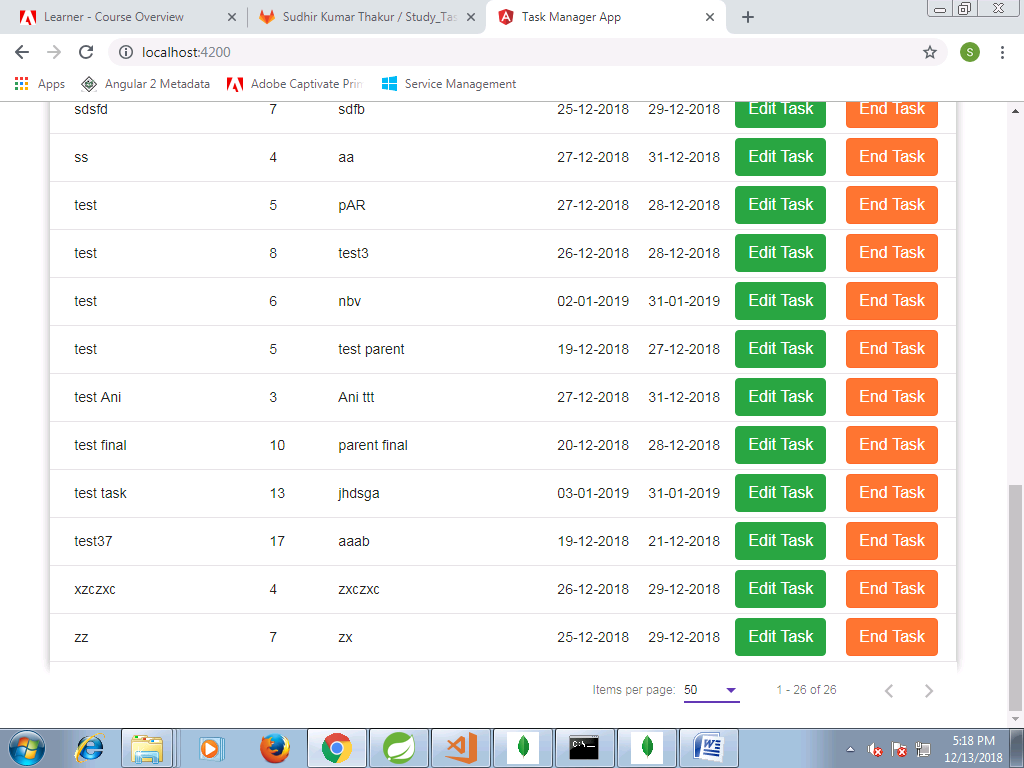 Learner - Course Overview
Sudhir Kumar Thakur / Study_Tas
Task Manager App
localhost:4200
S
Apps Angular 2 Metadata Adobe Captivate Prim Service Management
sdsfd 7 sdfb 25-12-2018 29-12-2018 Edit Task End Task
ss 4 aa 27-12-2018 31-12-2018 Edit Task End Task
test 5 pAR 27-12-2018 28-12-2018 Edit Task End Task
test 8 test3 26-12-2018 28-12-2018 Edit Task End Task
test 6 nbv 02-01-2019 31-01-2019 Edit Task End Task
test 5 test parent 19-12-2018 27-12-2018 Edit Task End Task
test Ani 3 Ani ttt 27-12-2018 31-12-2018 Edit Task End Task
test final 10 parent final 20-12-2018 28-12-2018 Edit Task End Task
test task 13 jhdsga 03-01-2019 31-01-2019 Edit Task End Task
test37 17 aaab 19-12-2018 21-12-2018 Edit Task End Task
xzczxc 4 zxczxc 26-12-2018 29-12-2018 Edit Task End Task
zz 7 zx 25-12-2018 29-12-2018 Edit Task End Task
Items per page: 50 1 - 26 of 26
5:18 PM
12/13/2018